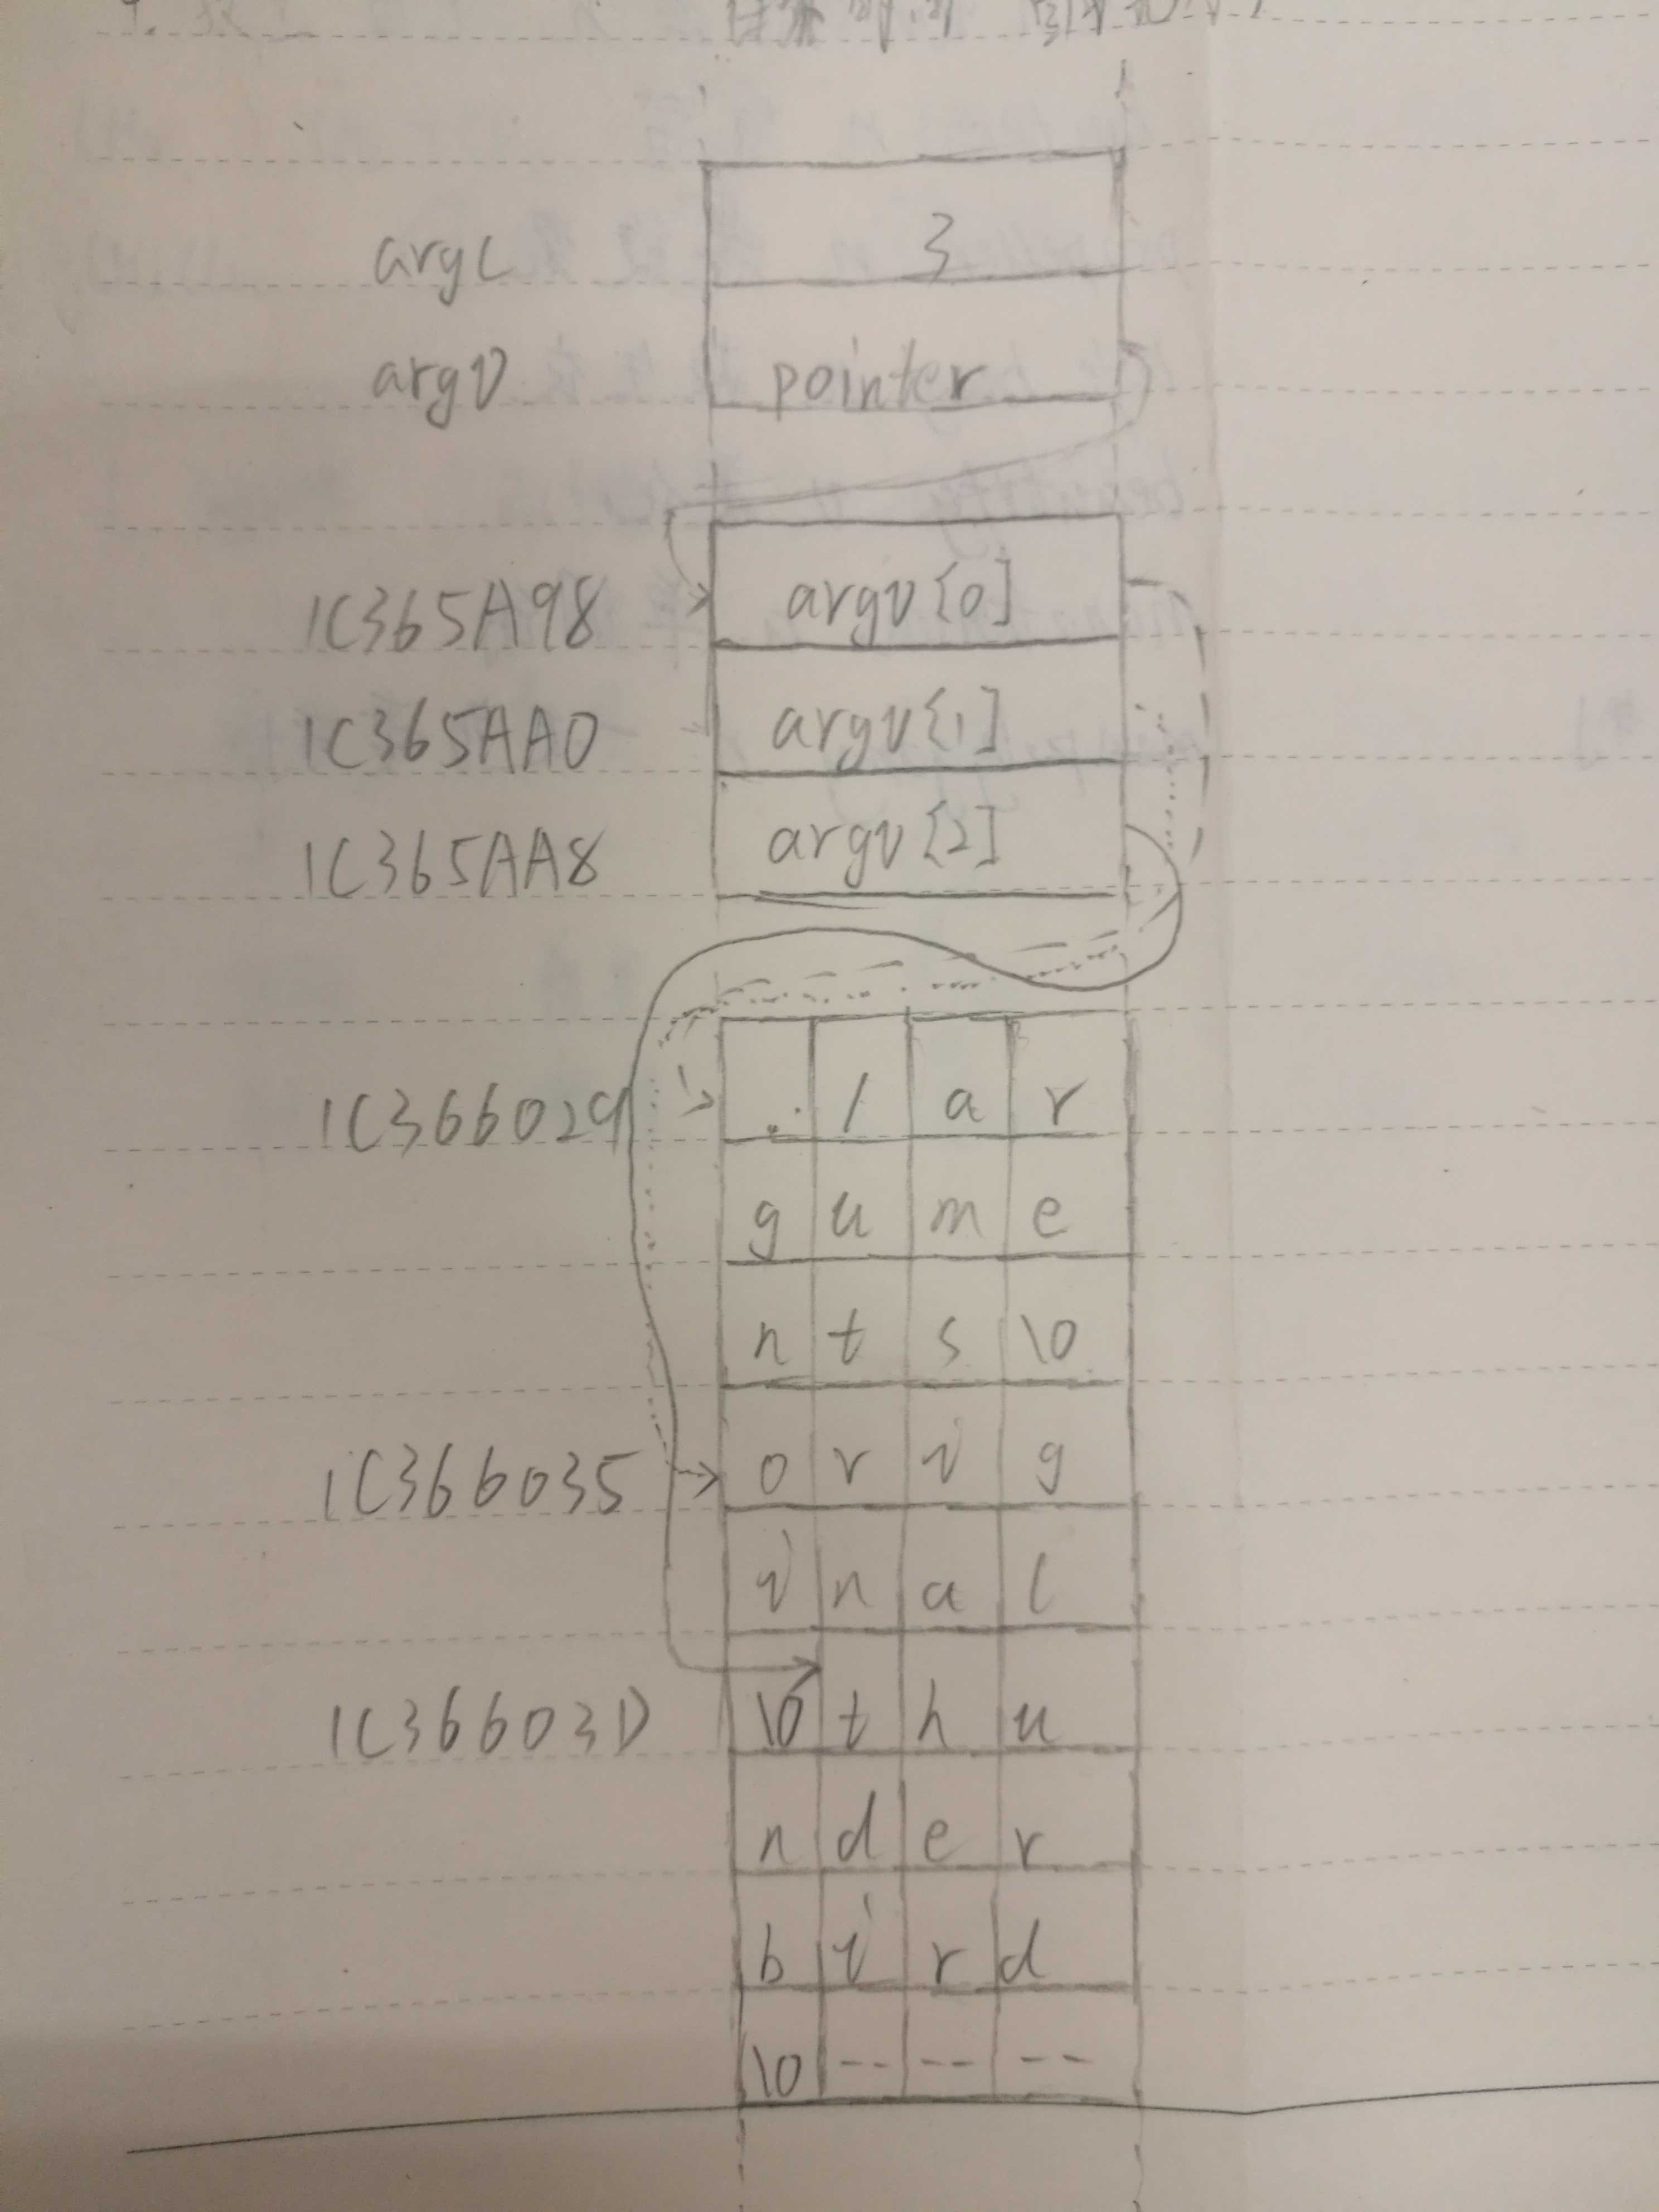 argc 3
argv pointer
1C365A98 argv[0]
1C365AA0 argv[1]
1C365AA8 argv[2]
1C366029 . / a r
g u m e
n t s \0
1C366035 o r i g
i n a l
1C36603D \0 t h u
n d e r
b i r d
\0 -- -- --